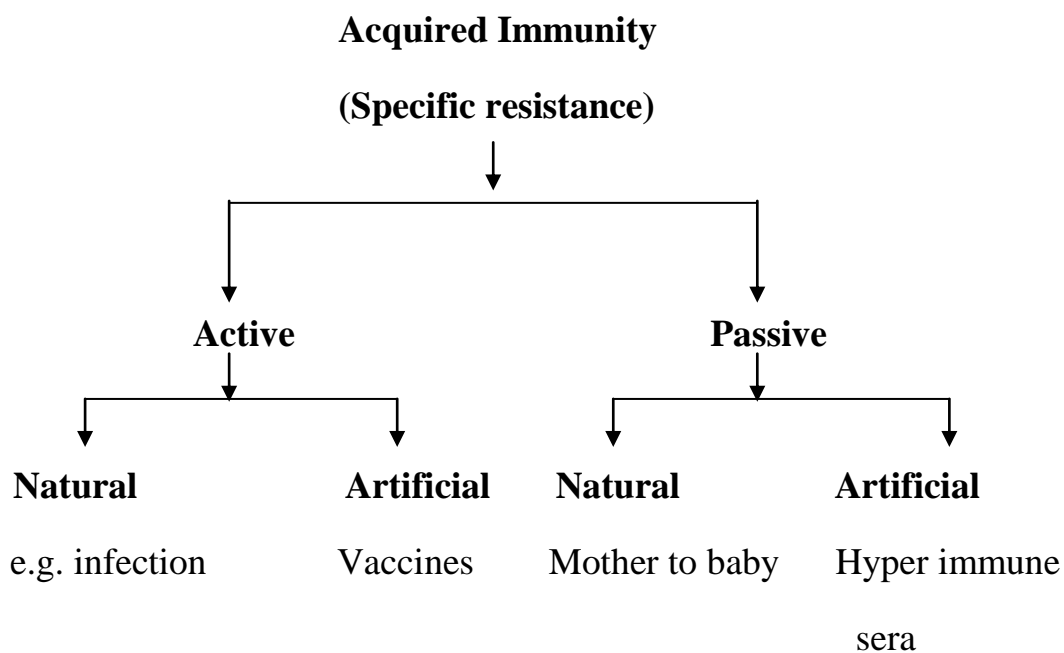 Acquired Immunity
(Specific resistance)
Active Passive
Natural Artificial Natural Artificial
e.g. infection Vaccines Mother to baby Hyper immune
sera